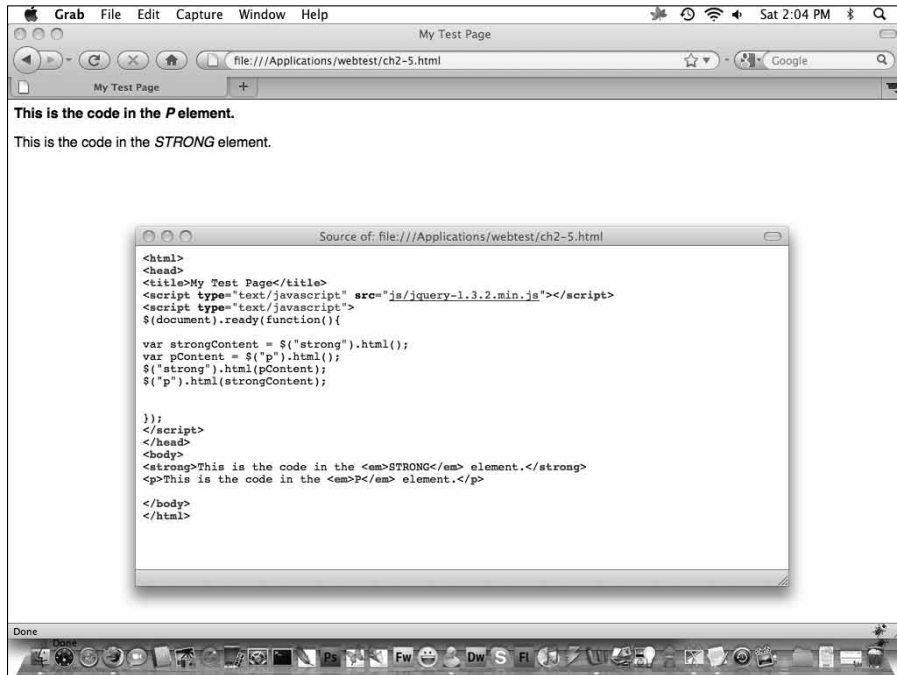 Grab File Edit Capture Window Help Sat 2:04 PM
My Test Page
file:///Applications/webtest/ch2-5.html Google
My Test Page +
This is the code in the P element.
This is the code in the STRONG element.
Source of: file:///Applications/webtest/ch2-5.html
<html>
<head>
<title>My Test Page</title>
<script type="text/javascript" src="js/jquery-1.3.2.min.js"></script>
<script type="text/javascript">
$(document).ready(function(){
var strongContent = $("strong").html();
var pContent = $("p").html();
$("strong").html(pContent);
$("p").html(strongContent);
});
</script>
</head>
<body>
<strong>This is the code in the <em>STRONG</em> element.</strong>
<p>This is the code in the <em>P</em> element.</p>
</body>
</html>
Done
Done
Ps Fw Dw S Fl